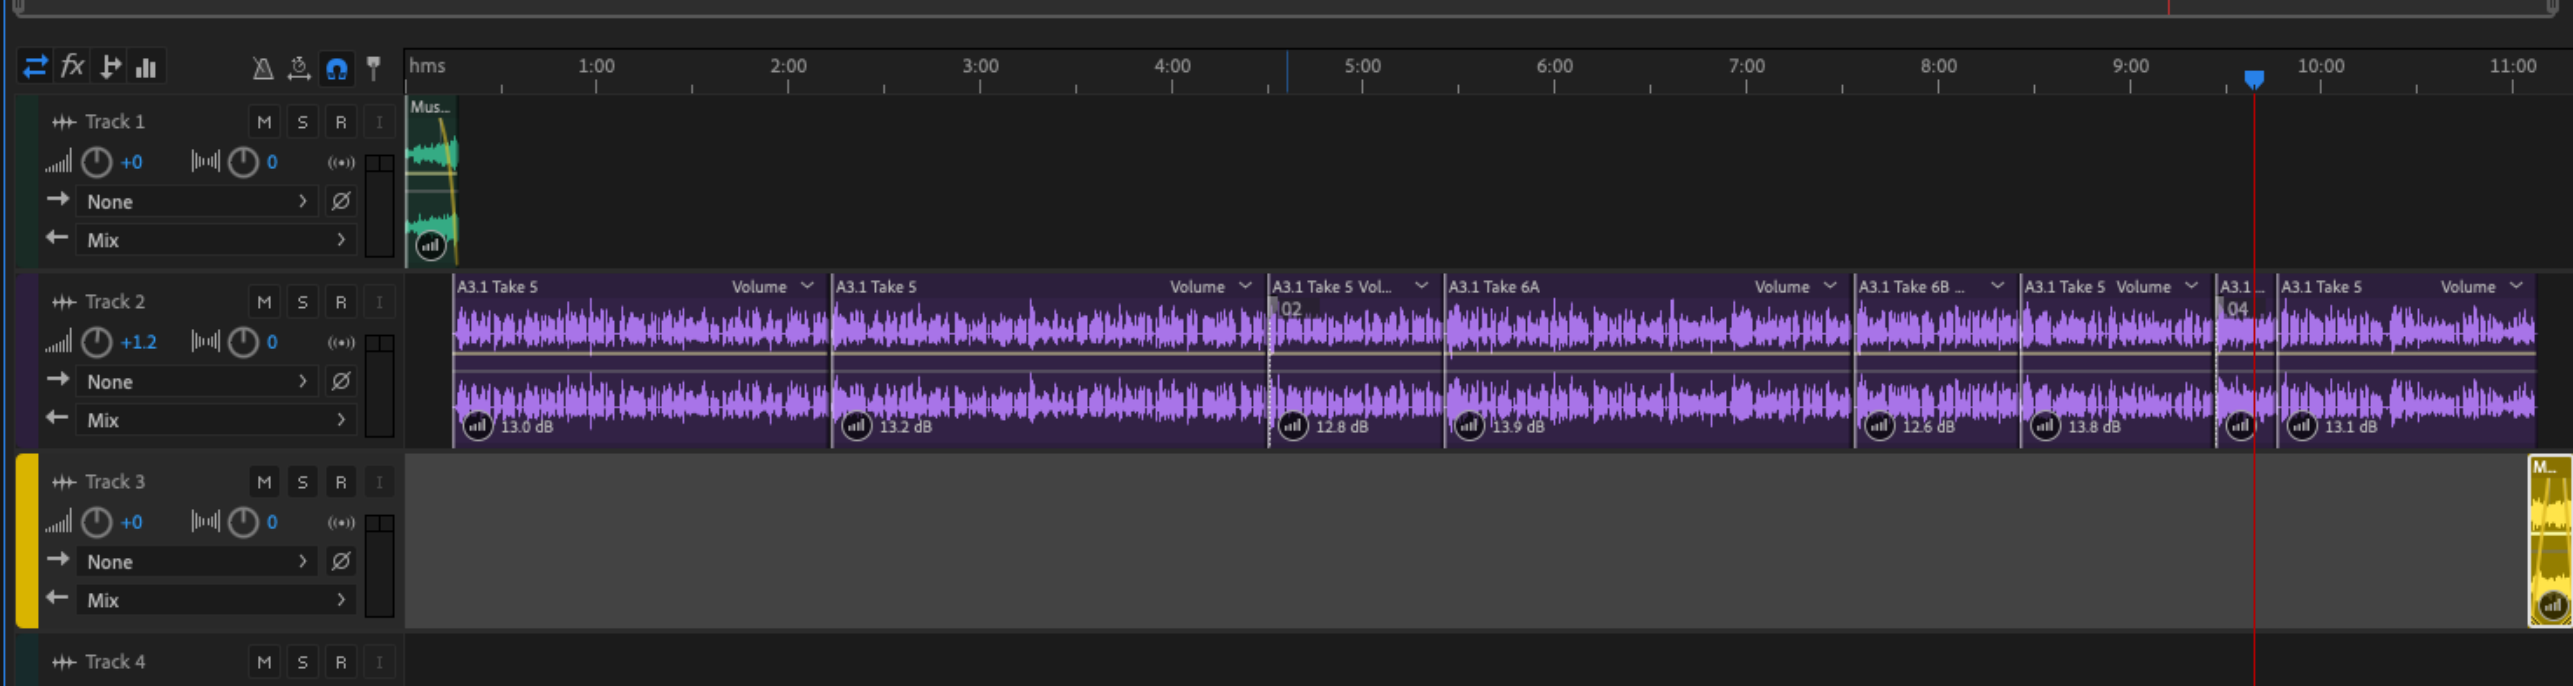 hms 1:00 2:00 3:00 4:00 5:00 6:00 7:00 8:00 9:00 10:00 11:00
fx
Track 1 M S R I
Mus...
+0 0
None
Mix
Track 2 M S R I
A3.1 Take 5 Volume A3.1 Take 5 Volume A3.1 Take 5 Vol... A3.1 Take 6A Volume A3.1 Take 6B ... A3.1 Take 5 Volume A3.1 ... A3.1 Take 5 Volume
02 04
+1.2 0
None
Mix
13.0 dB 13.2 dB 12.8 dB 13.9 dB 12.6 dB 13.8 dB 13.1 dB
Track 3 M S R I
M...
+0 0
None
Mix
Track 4 M S R I